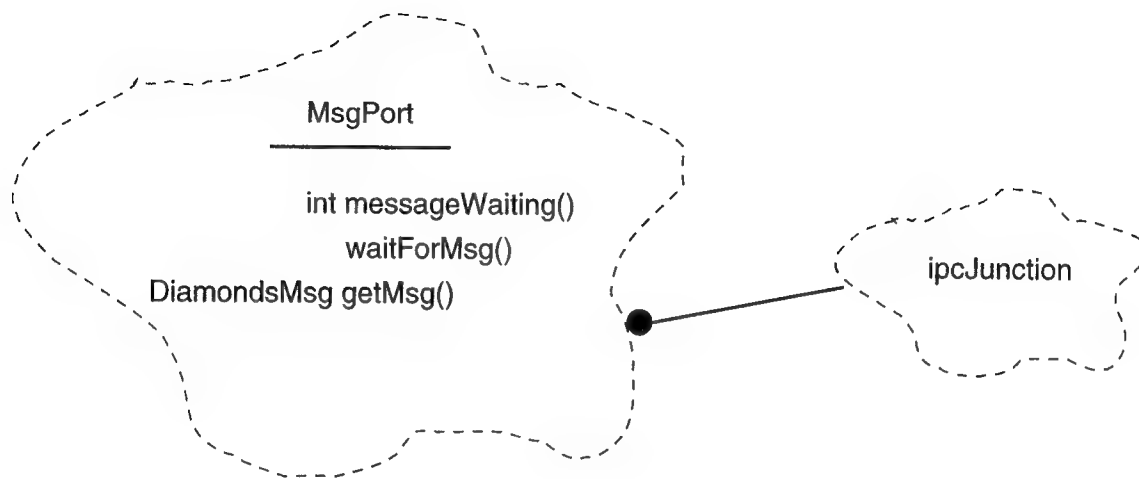 MsgPort
int messageWaiting()
waitForMsg()
DiamondsMsg getMsg()
ipcJunction